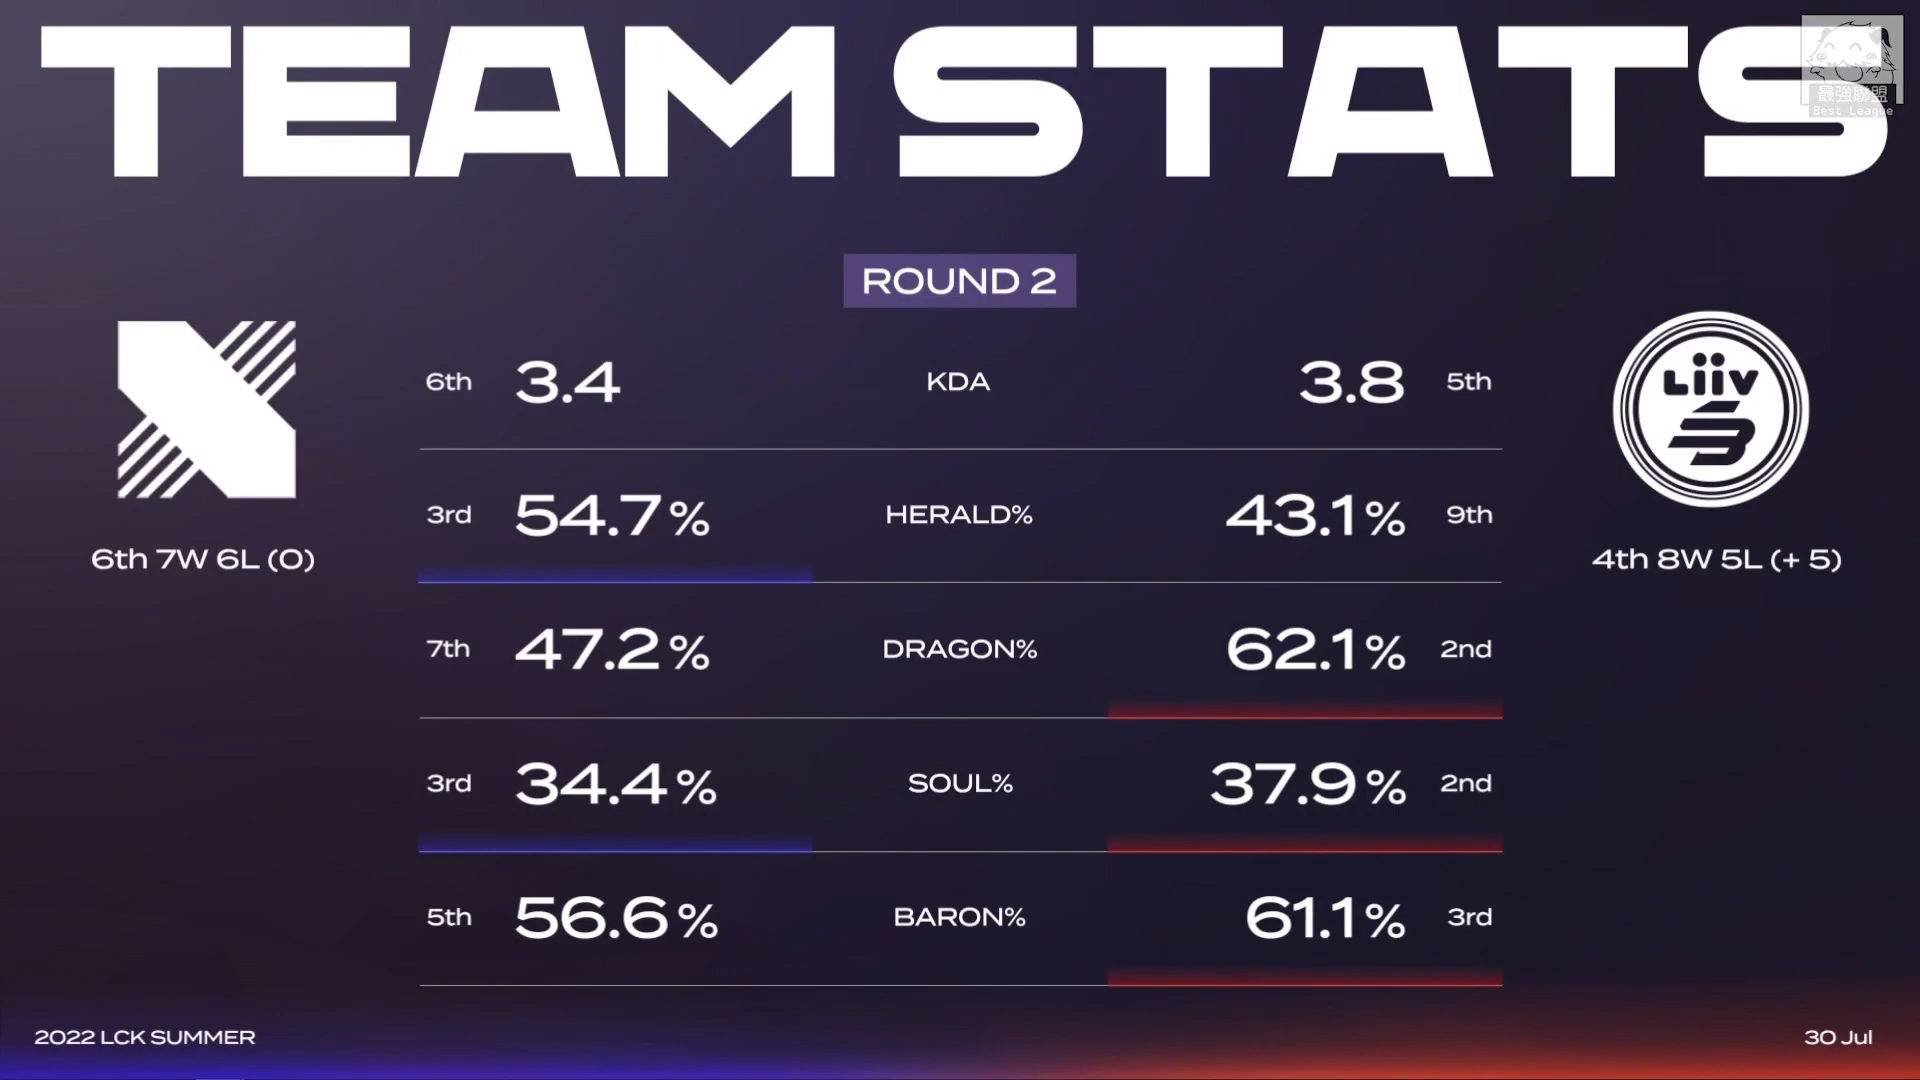 TEAM STATS
最強聯盟
Best League
ROUND 2
6th 3.4 KDA 3.8 5th
Liiv
3rd 54.7% HERALD% 43.1% 9th
6th 7W 6L (0)
4th 8W 5L (+ 5)
7th 47.2% DRAGON% 62.1% 2nd
3rd 34.4% SOUL% 37.9% 2nd
5th 56.6% BARON% 61.1% 3rd
2022 LCK SUMMER
30 Jul